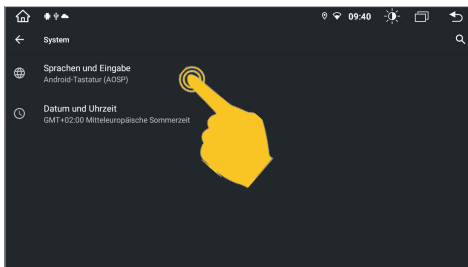 09:40
System
Sprachen und Eingabe
Android-Tastatur (AOSP)
Datum und Uhrzeit
GMT+02:00 Mitteleuropäische Sommerzeit